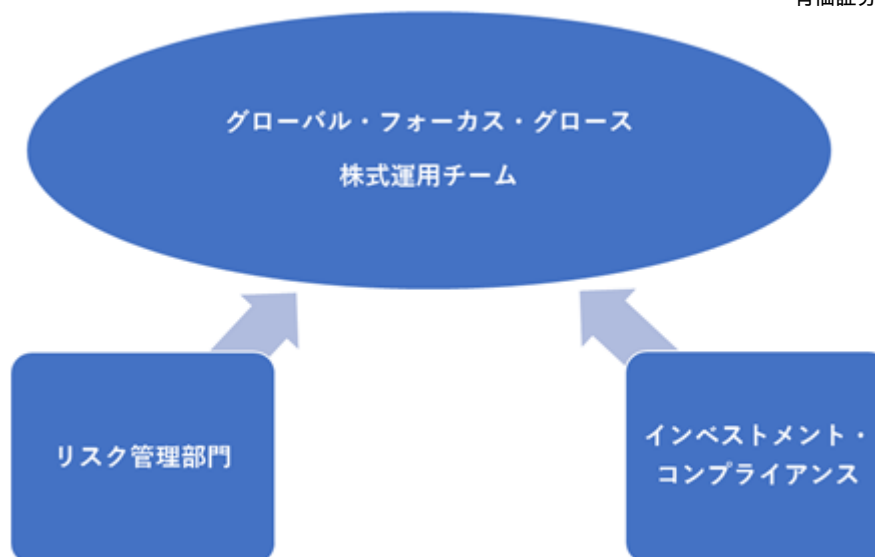 グローバル・フォーカス・グロース
株式運用チーム
リスク管理部門
インベストメント・
コンプライアンス